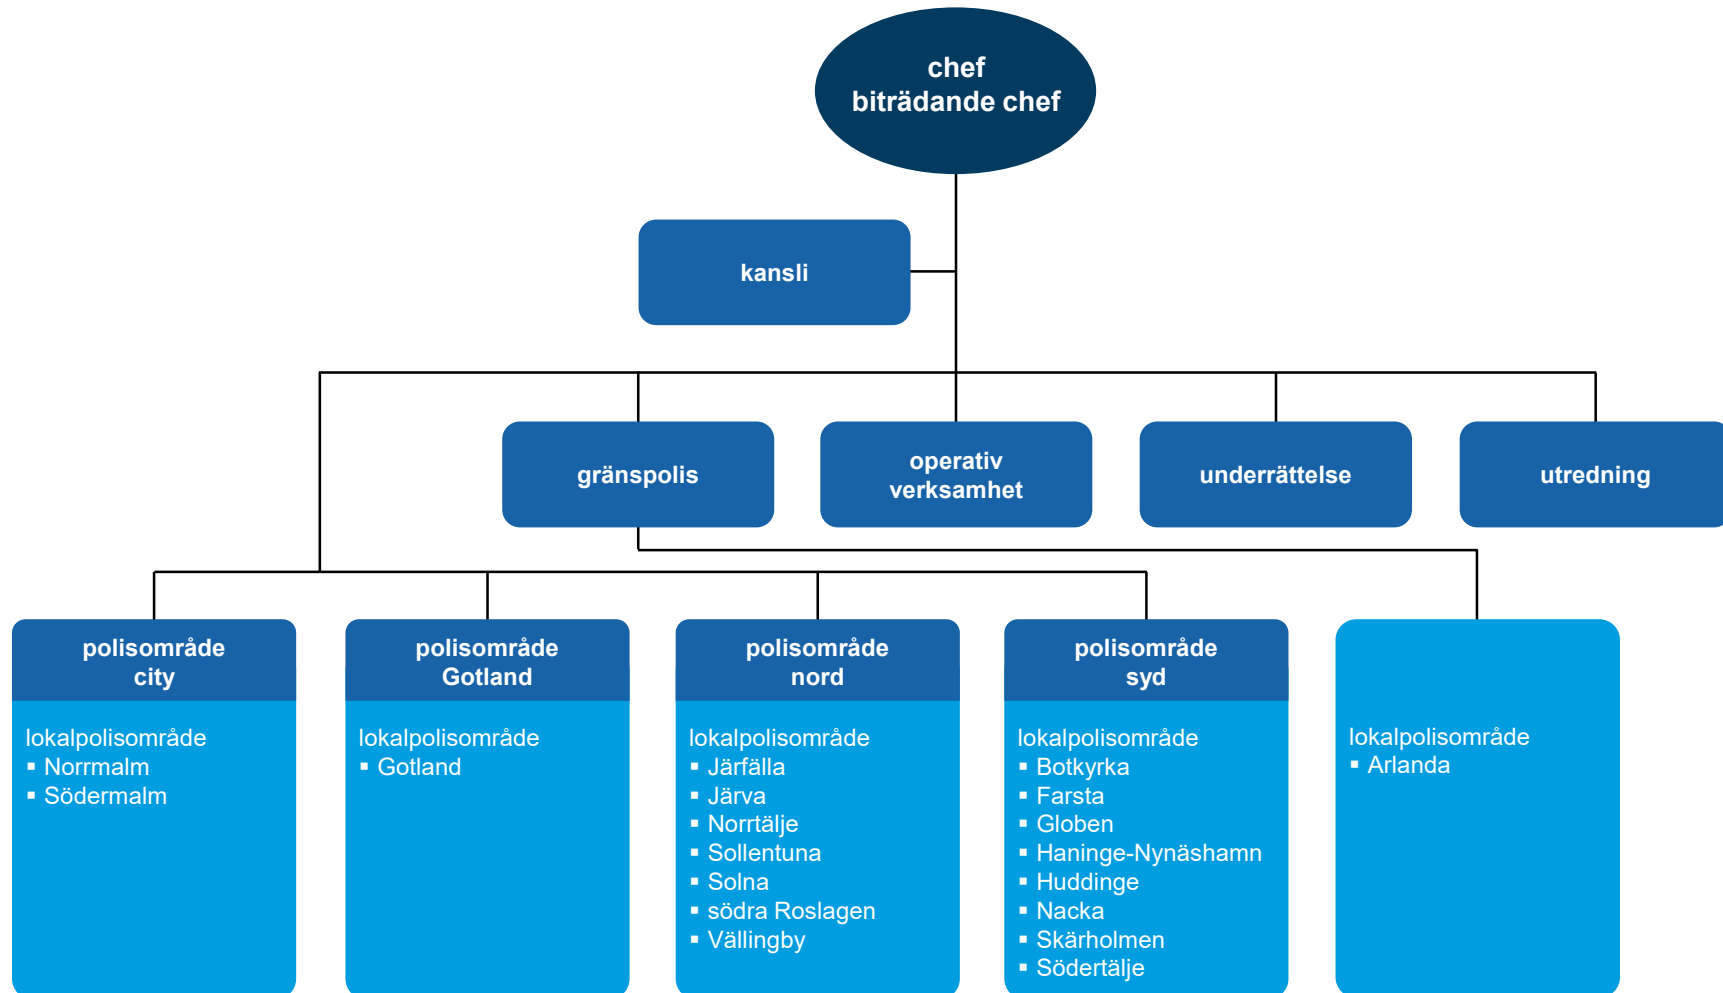 chef
biträdande chef
kansli
gränspolis
operativ
verksamhet
underrättelse
utredning
polisområde
city
lokalpolisområde
▪ Norrmalm
▪ Södermalm
polisområde
Gotland
lokalpolisområde
▪ Gotland
polisområde
nord
lokalpolisområde
▪ Järfälla
▪ Järva
▪ Norrtälje
▪ Sollentuna
▪ Solna
▪ södra Roslagen
▪ Vällingby
polisområde
syd
lokalpolisområde
▪ Botkyrka
▪ Farsta
▪ Globen
▪ Haninge-Nynäshamn
▪ Huddinge
▪ Nacka
▪ Skärholmen
▪ Södertälje
lokalpolisområde
▪ Arlanda